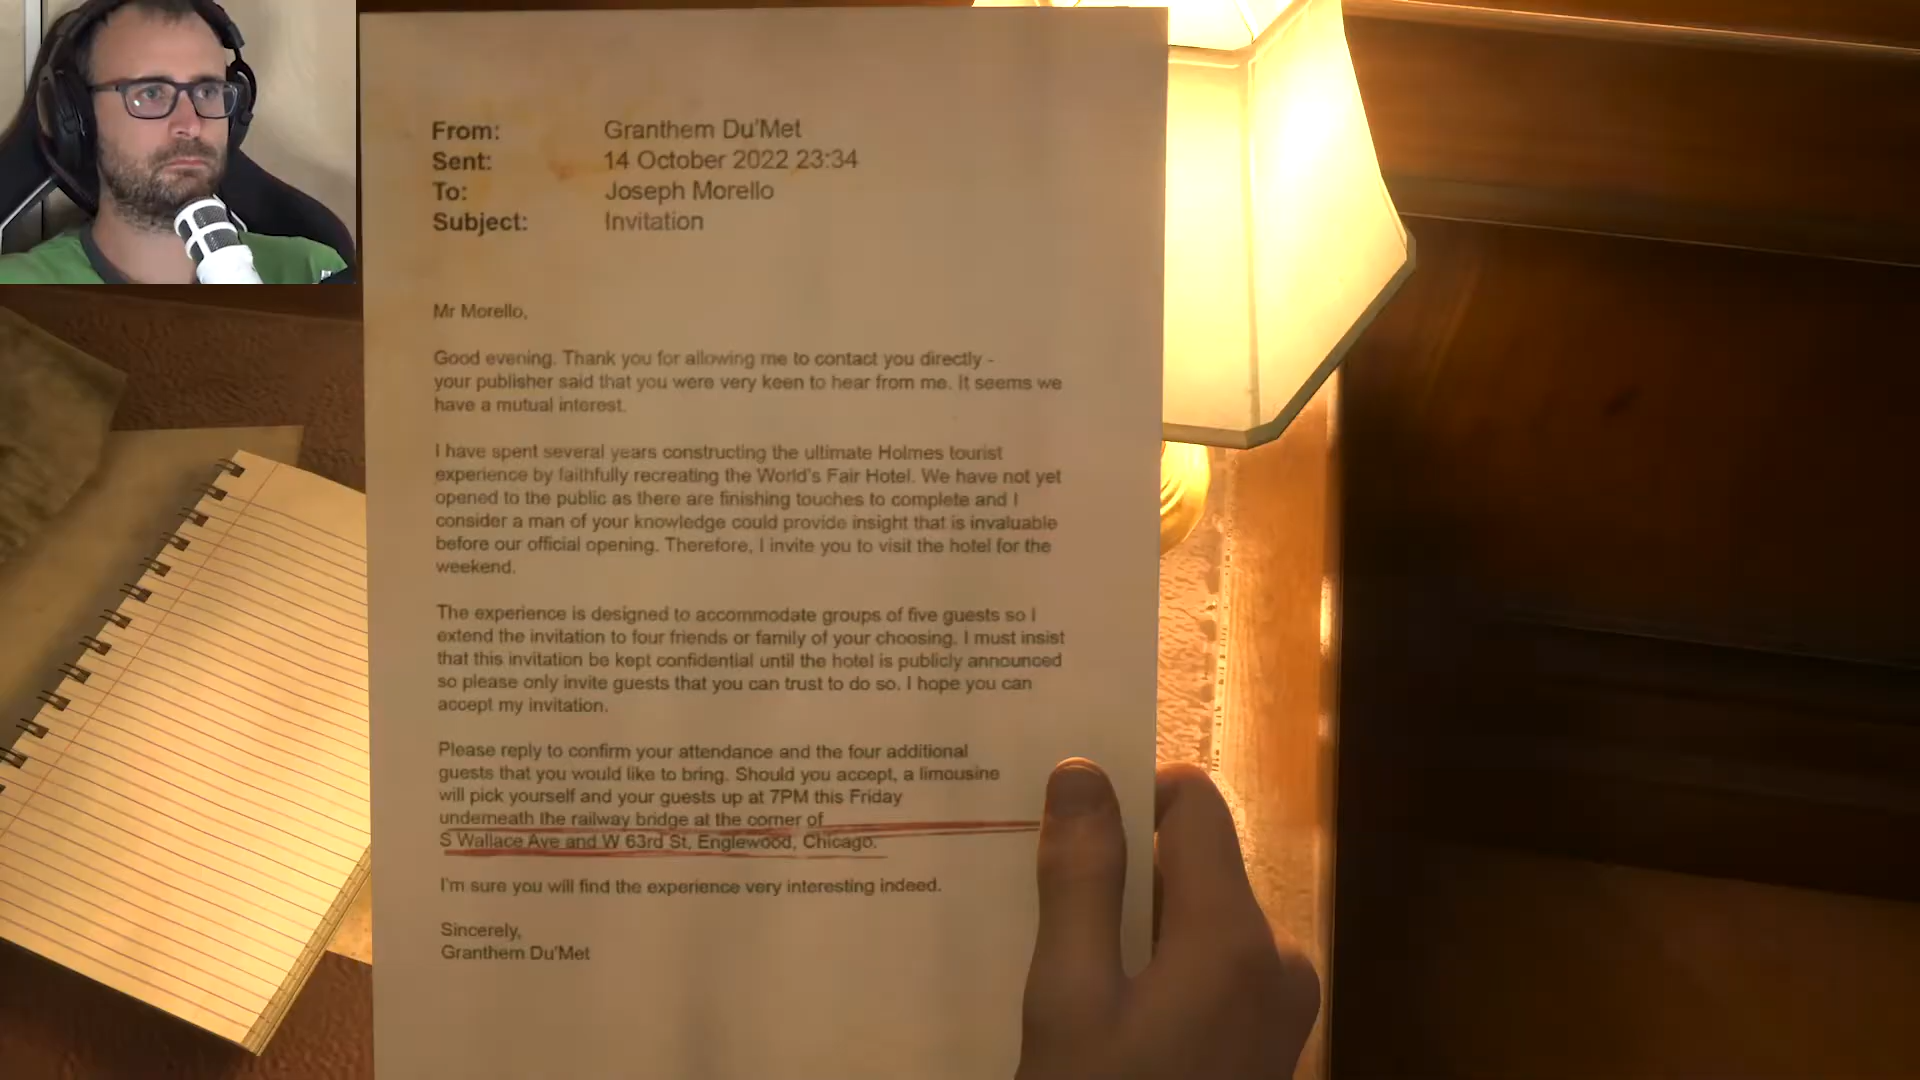 From: Granthem Du'Met
Sent: 14 October 2022 23:34
To: Joseph Morello
Subject: Invitation
Mr Morello,
Good evening. Thank you for allowing me to contact you directly -
your publisher said that you were very keen to hear from me. It seems we
have a mutual interest.
I have spent several years constructing the ultimate Holmes tourist
experience by faithfully recreating the World's Fair Hotel. We have not yet
opened to the public as there are finishing touches to complete and I
consider a man of your knowledge could provide insight that is invaluable
before our official opening. Therefore, I invite you to visit the hotel for the
weekend.
The experience is designed to accommodate groups of five guests so I
extend the invitation to four friends or family of your choosing. I must insist
that this invitation be kept confidential until the hotel is publicly announced
so please only invite guests that you can trust to do so. I hope you can
accept my invitation.
Please reply to confirm your attendance and the four additional
guests that you would like to bring. Should you accept, a limousine
will pick yourself and your guests up at 7PM this Friday
underneath the railway bridge at the corner of
S Wallace Ave and W 63rd St, Englewood, Chicago.
I'm sure you will find the experience very interesting indeed.
Sincerely,
Granthem Du'Met